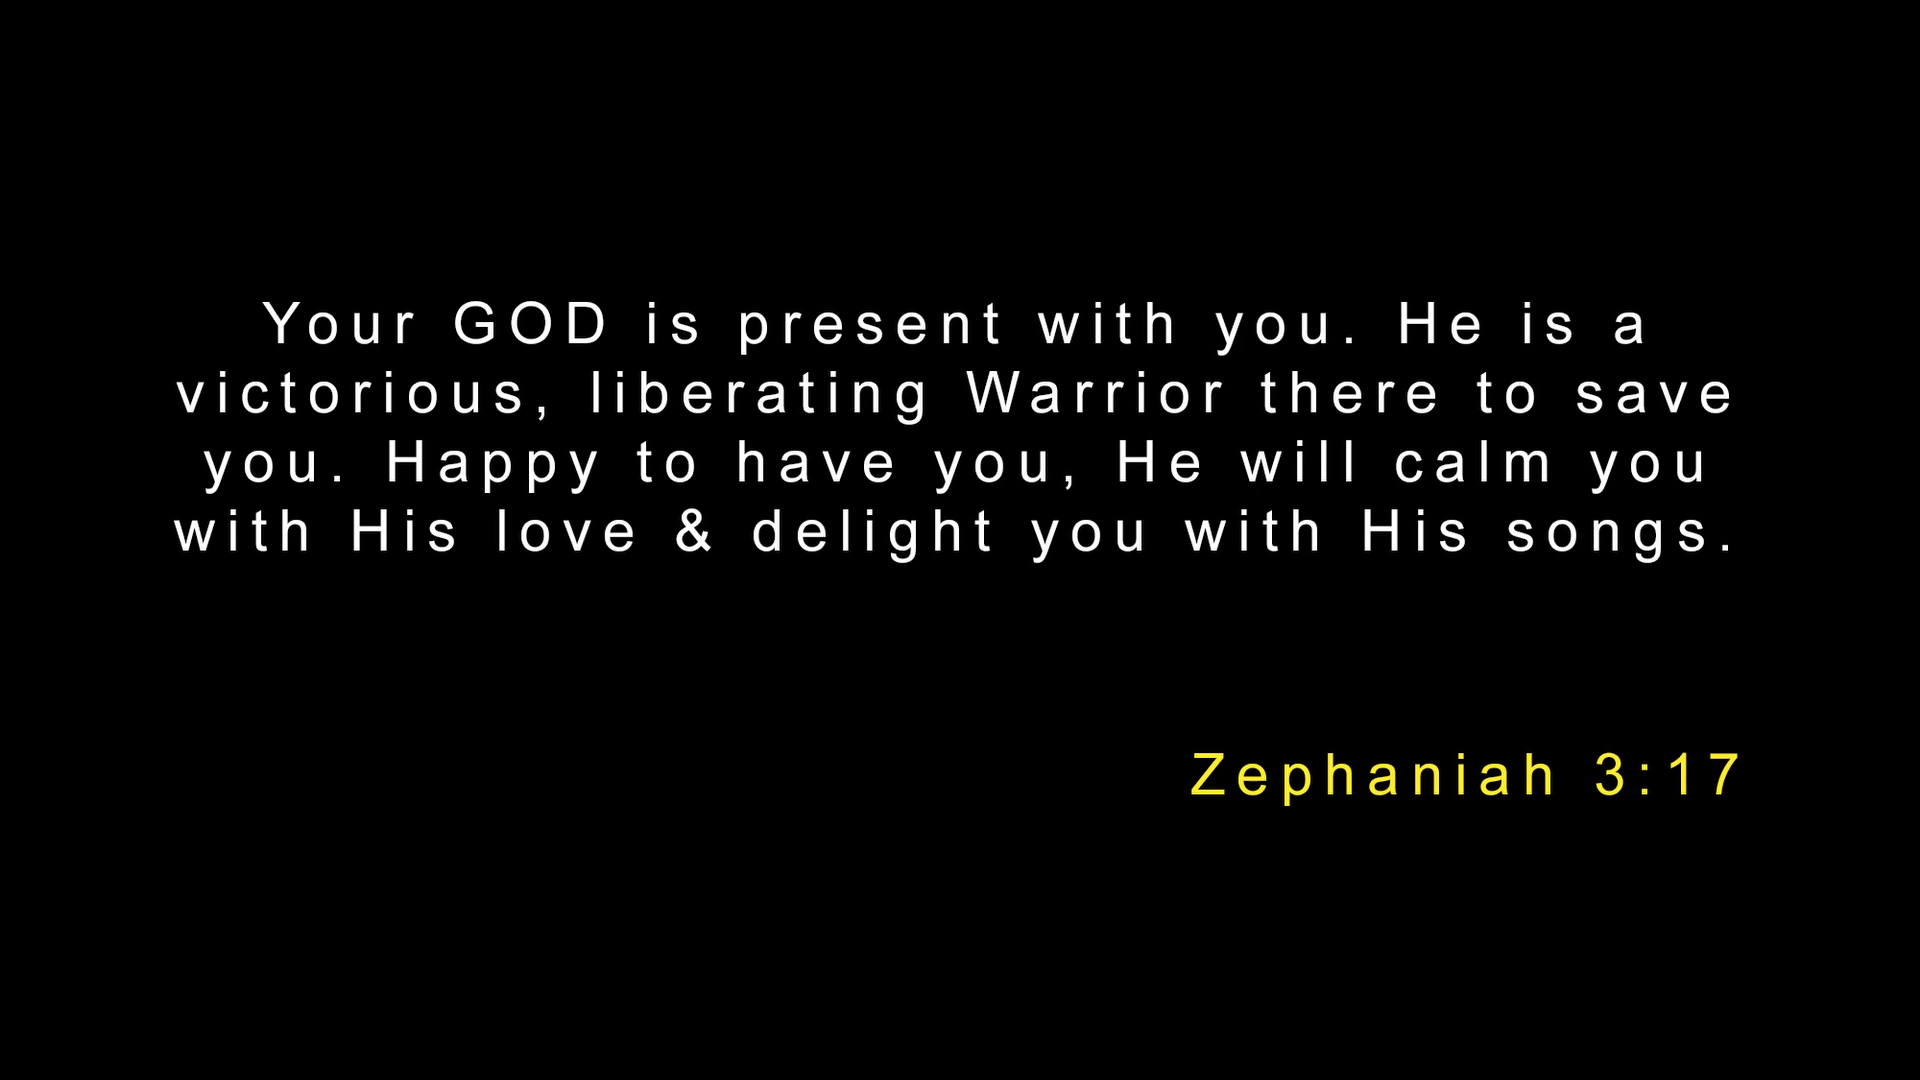 Your GOD is present with you. He is a
victorious, liberating Warrior there to save
you. Happy to have you, He will calm you
with His love & delight you with His songs.
Zephaniah 3:17